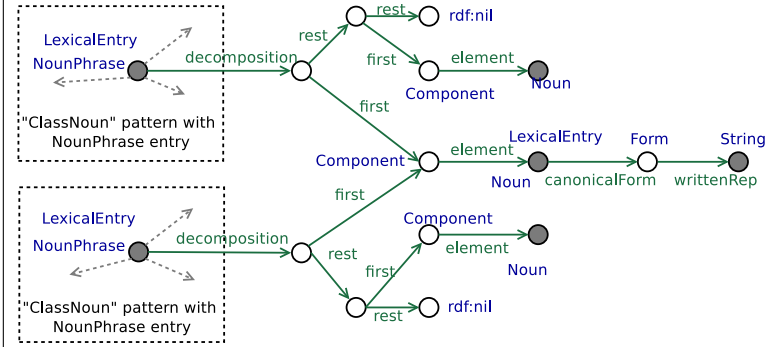 rest
rdf:nil
LexicalEntry
rest
decomposition
first
element
NounPhrase
Component
Noun
"ClassNoun" pattern with
NounPhrase entry
first
LexicalEntry
Form
String
element
Component
Noun
canonicalForm
writtenRep
first
LexicalEntry
Component
decomposition
NounPhrase
rest
element
first
Noun
"ClassNoun" pattern with
NounPhrase entry
rest
rdf:nil